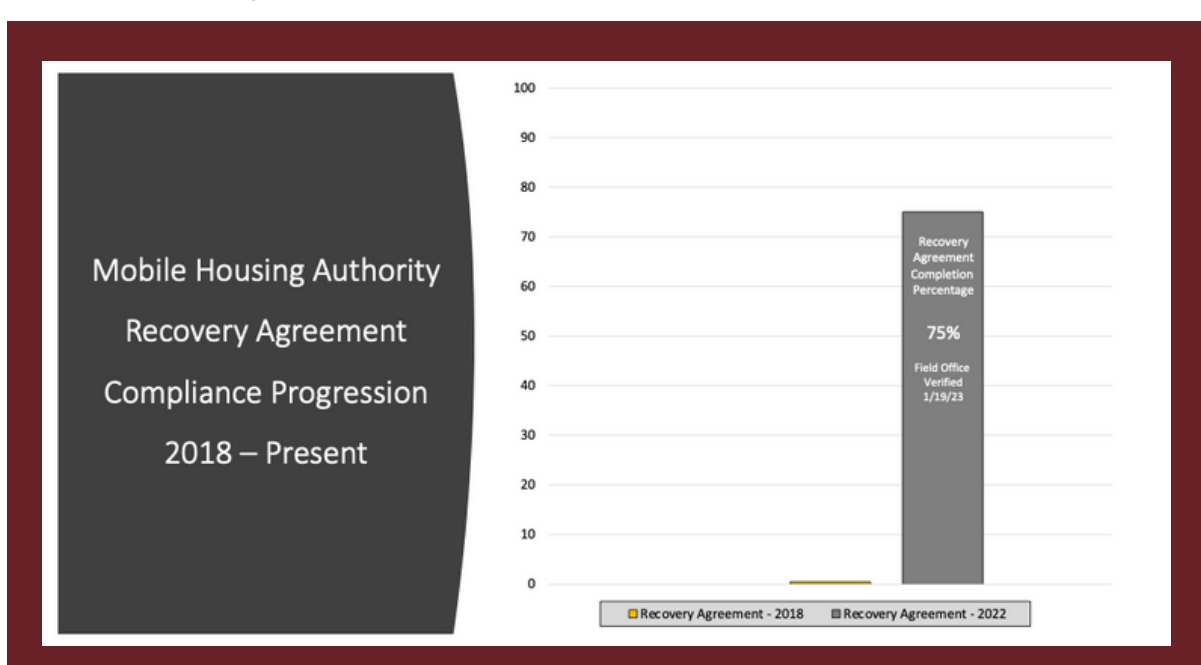 Mobile Housing Authority
Recovery Agreement
Compliance Progression
2018 – Present
100
90
80
70
60
50
40
30
20
10
0
Recovery
Agreement
Completion
Percentage
75%
Field Office
Verified
1/19/23
Recovery Agreement - 2018 Recovery Agreement - 2022